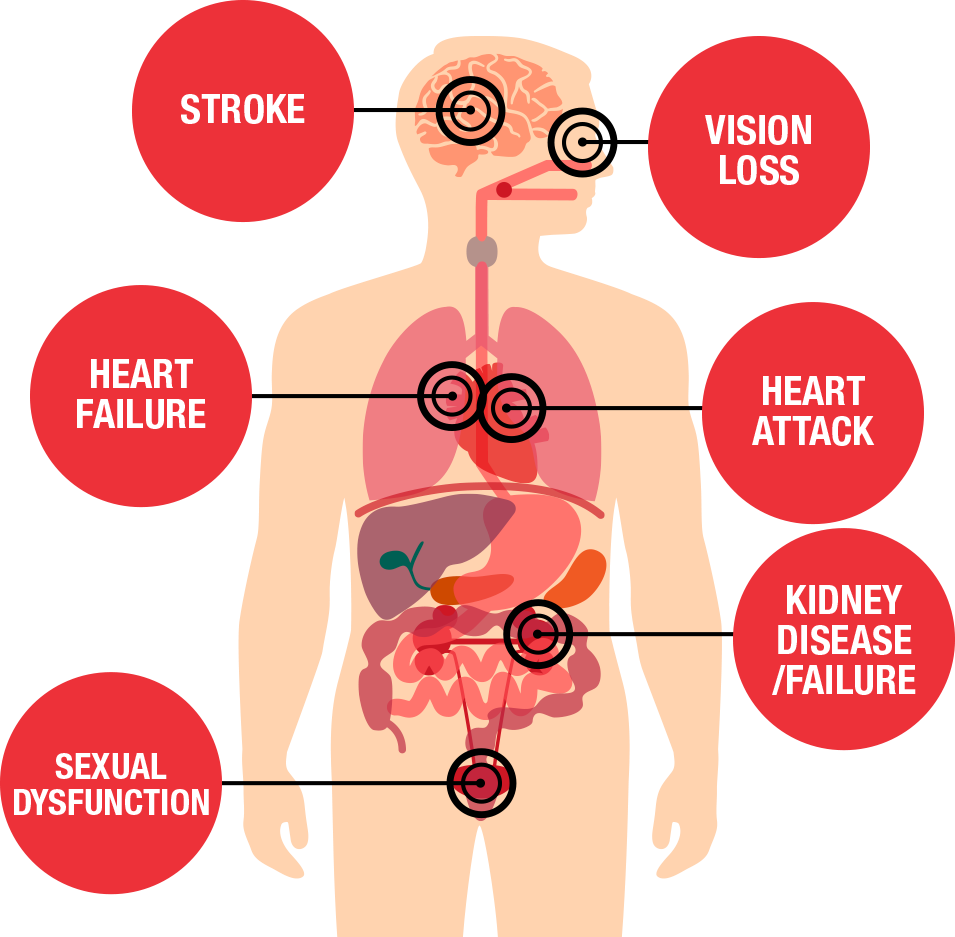 STROKE
VISION
LOSS
HEART
FAILURE
HEART
ATTACK
KIDNEY
DISEASE
/FAILURE
SEXUAL
DYSFUNCTION